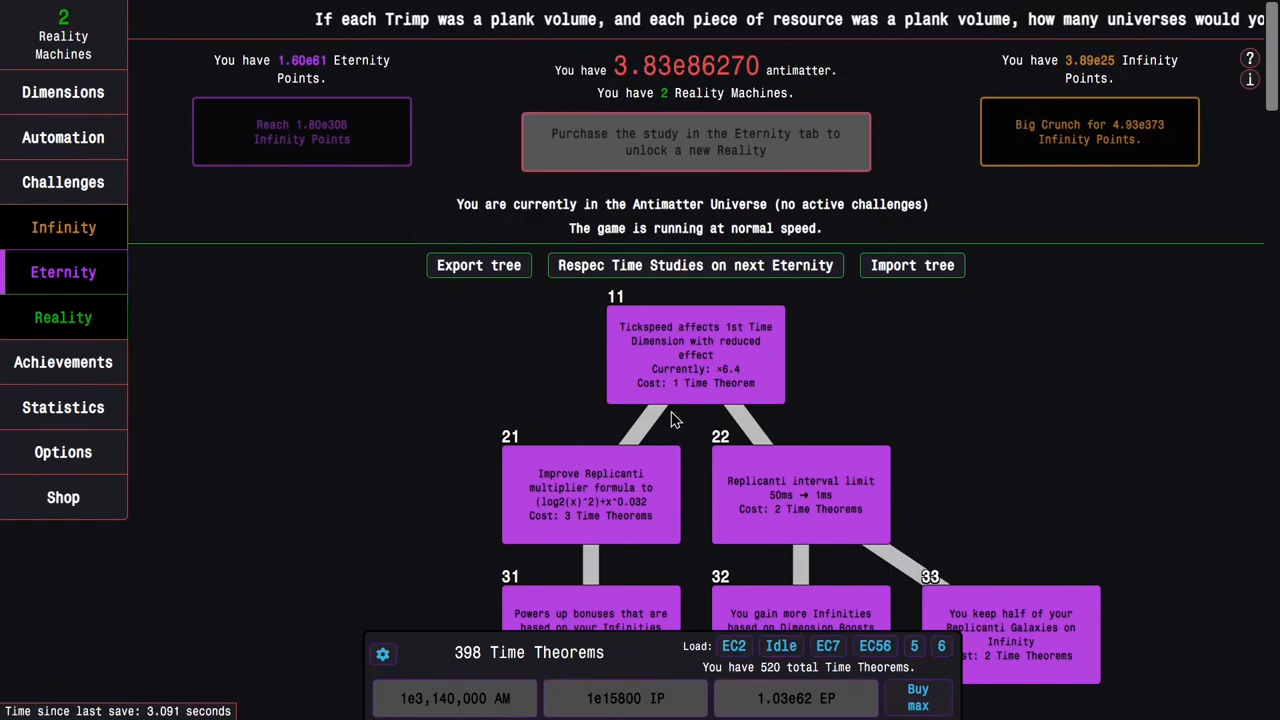 2
Reality
Machines
Dimensions
Automation
Challenges
Infinity
Eternity
Reality
Achievements
Statistics
Options
Shop
If each Trimp was a plank volume, and each piece of resource was a plank volume, how many universes would yo
You have 1.60e61 Eternity
Points.
Reach 1.80e308
Infinity Points
You have 3.83e86270 antimatter.
You have 2 Reality Machines.
Purchase the study in the Eternity tab to
unlock a new Reality
You have 3.89e25 Infinity
Points.
Big Crunch for 4.93e373
Infinity Points.
?
i
You are currently in the Antimatter Universe (no active challenges)
The game is running at normal speed.
Export tree
Respec Time Studies on next Eternity
Import tree
11
Tickspeed affects 1st Time
Dimension with reduced
effect
Currently: ×6.4
Cost: 1 Time Theorem
21
Improve Replicanti
multiplier formula to
(log2(x)^2)+x^0.032
Cost: 3 Time Theorems
22
Replicanti interval limit
50ms ➜ 1ms
Cost: 2 Time Theorems
31
Powers up bonuses that are
based on your Infinities
32
You gain more Infinities
based on Dimension Boosts
33
You keep half of your
Replicanti Galaxies on
Infinity
st: 2 Time Theorems
398 Time Theorems
Load: EC2 Idle EC7 EC56 5 6
You have 520 total Time Theorems.
1e3,140,000 AM
1e15800 IP
1.03e62 EP
Buy
max
Time since last save: 3.091 seconds